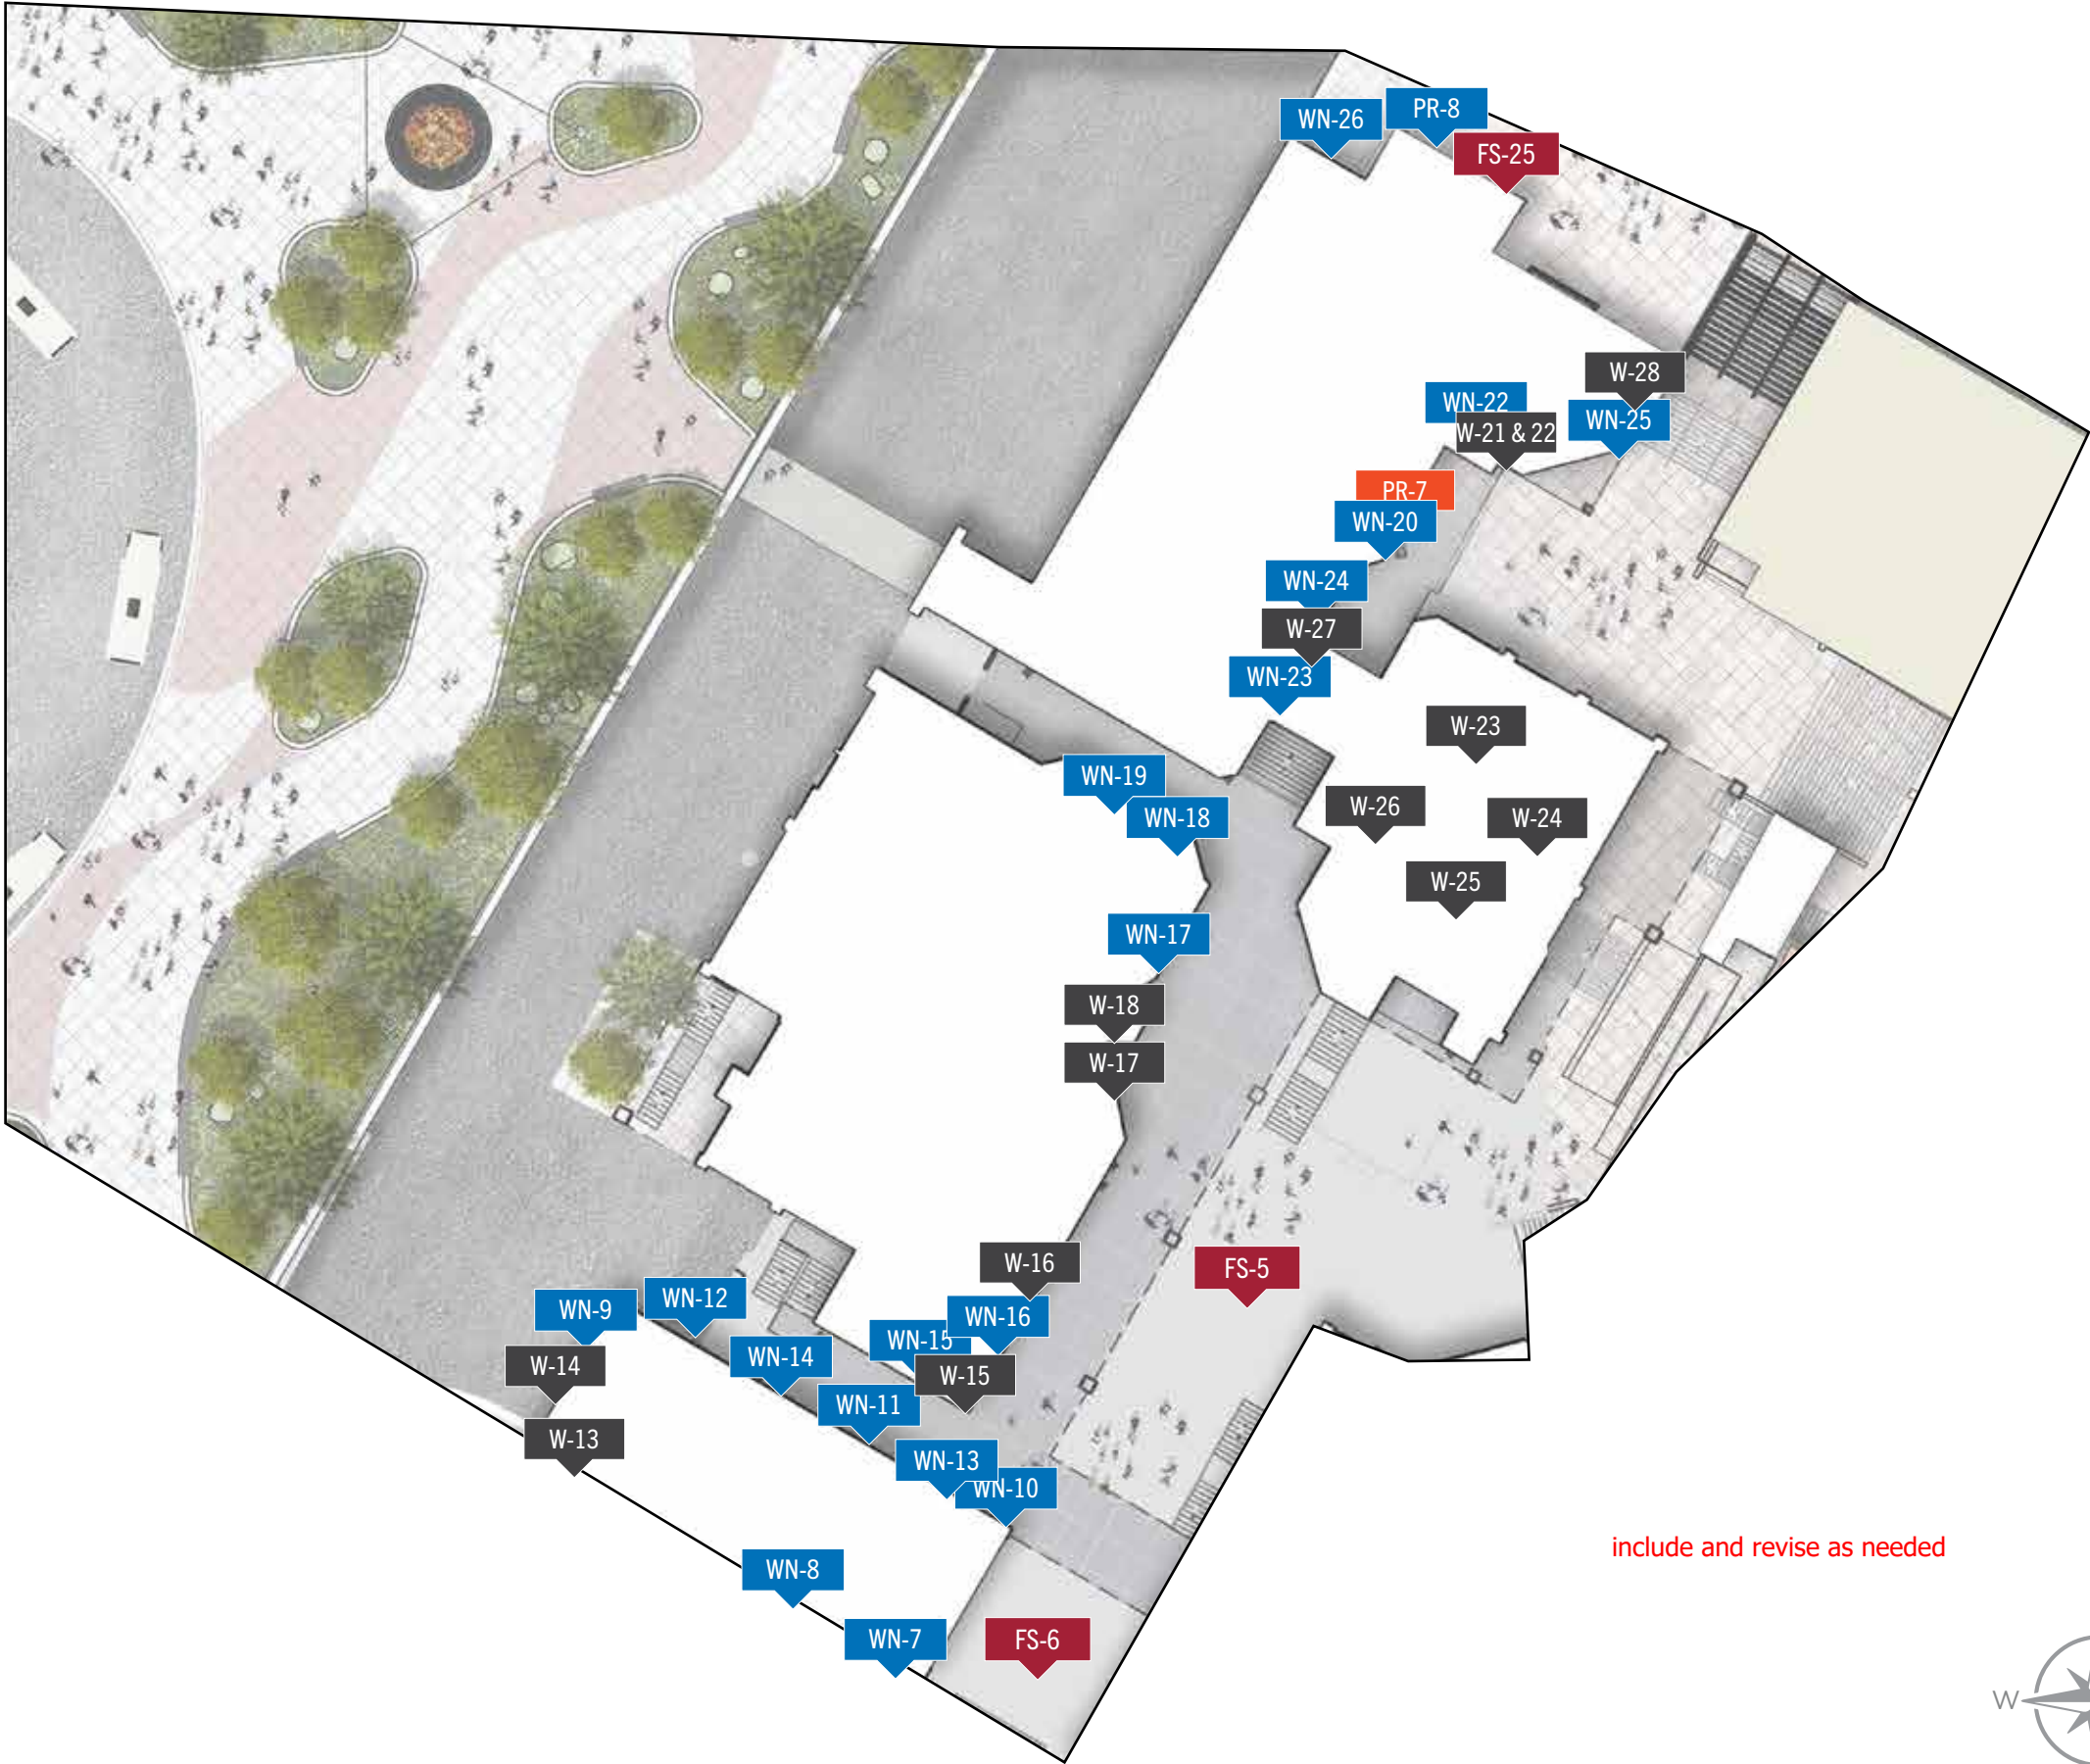 PR-8
WN-26
FS-25
W-28
WN-22
WN-25
W-21 & 22
PR-7
WN-20
WN-24
W-27
WN-23
W-23
WN-19
W-26
WN-18
W-24
W-25
WN-17
W-18
W-17
W-16
FS-5
WN-12
WN-9
WN-16
WN-15
WN-14
W-14
W-15
WN-11
W-13
WN-13
WN-10
include and revise as needed
WN-8
WN-7
FS-6
W